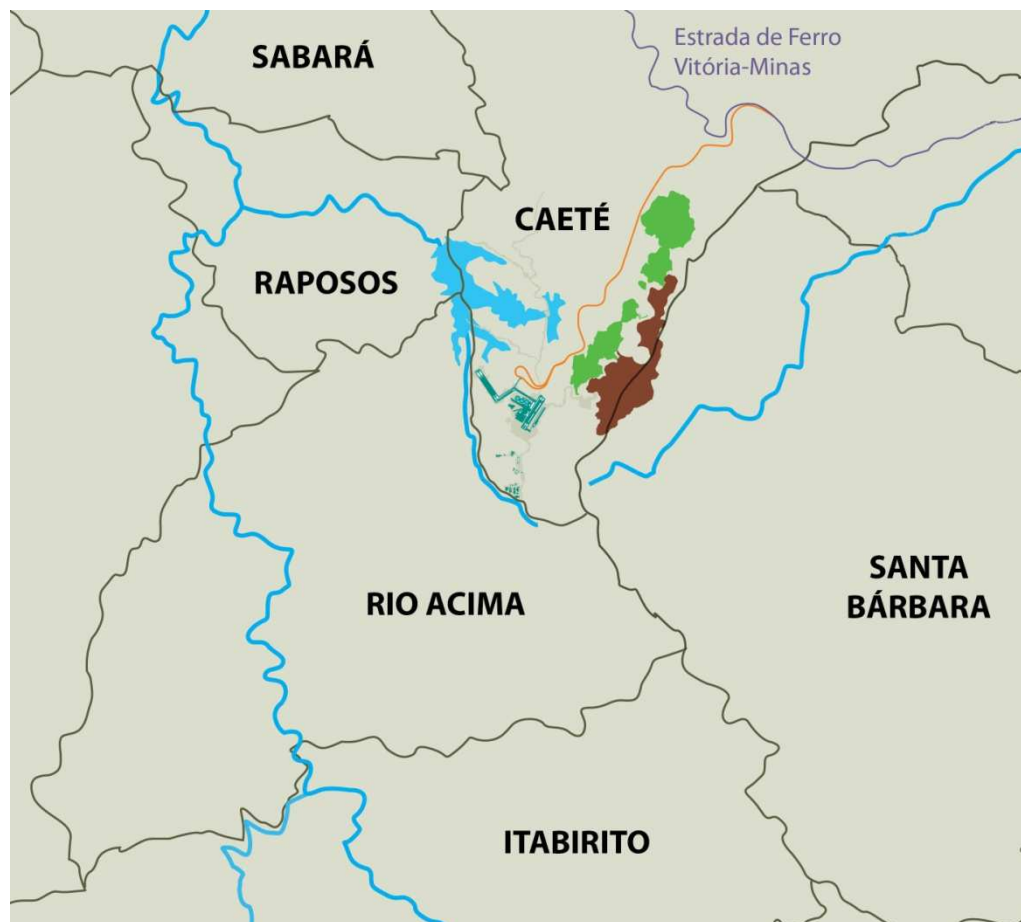 SABARÁ
Estrada de Ferro
Vitória-Minas
CAETÉ
RAPOSOS
RIO ACIMA
SANTA
BÁRBARA
ITABIRITO